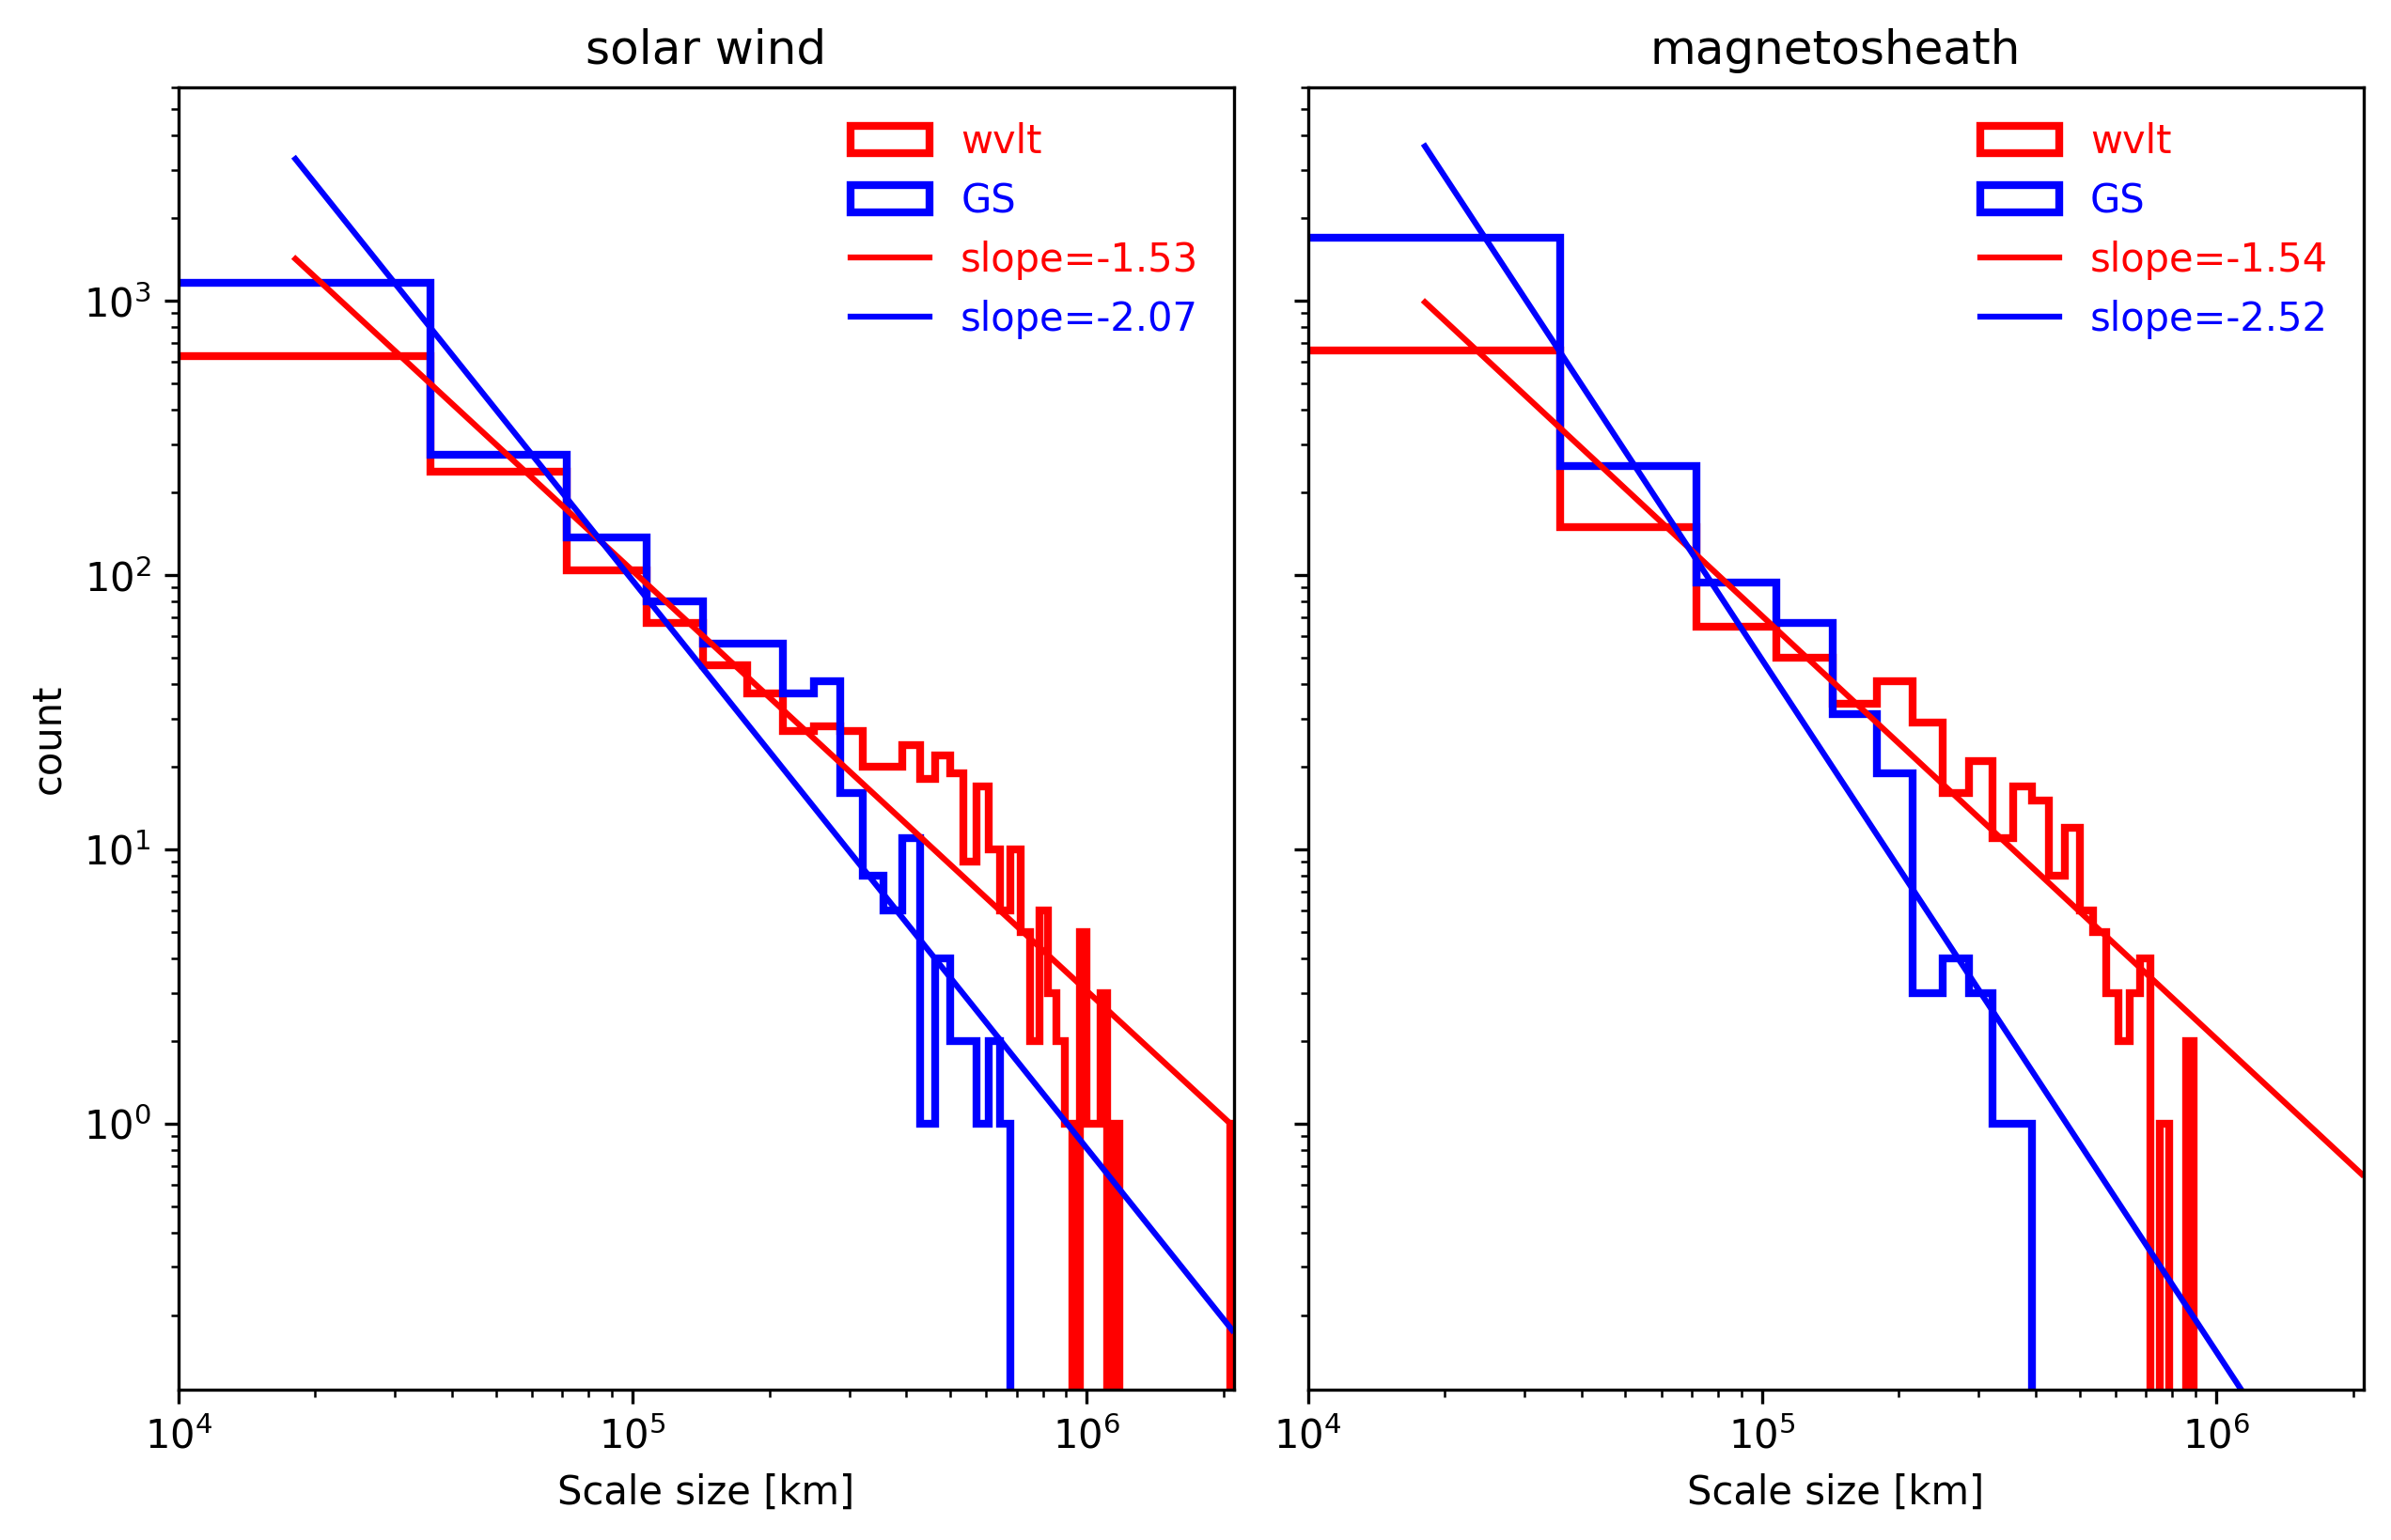 solar wind
wvlt
GS
slope=-1.53
slope=-2.07
10³
10²
10¹
10⁰
count
10⁴
10⁵
10⁶
Scale size [km]
magnetosheath
wvlt
GS
slope=-1.54
slope=-2.52
10⁴
10⁵
10⁶
Scale size [km]